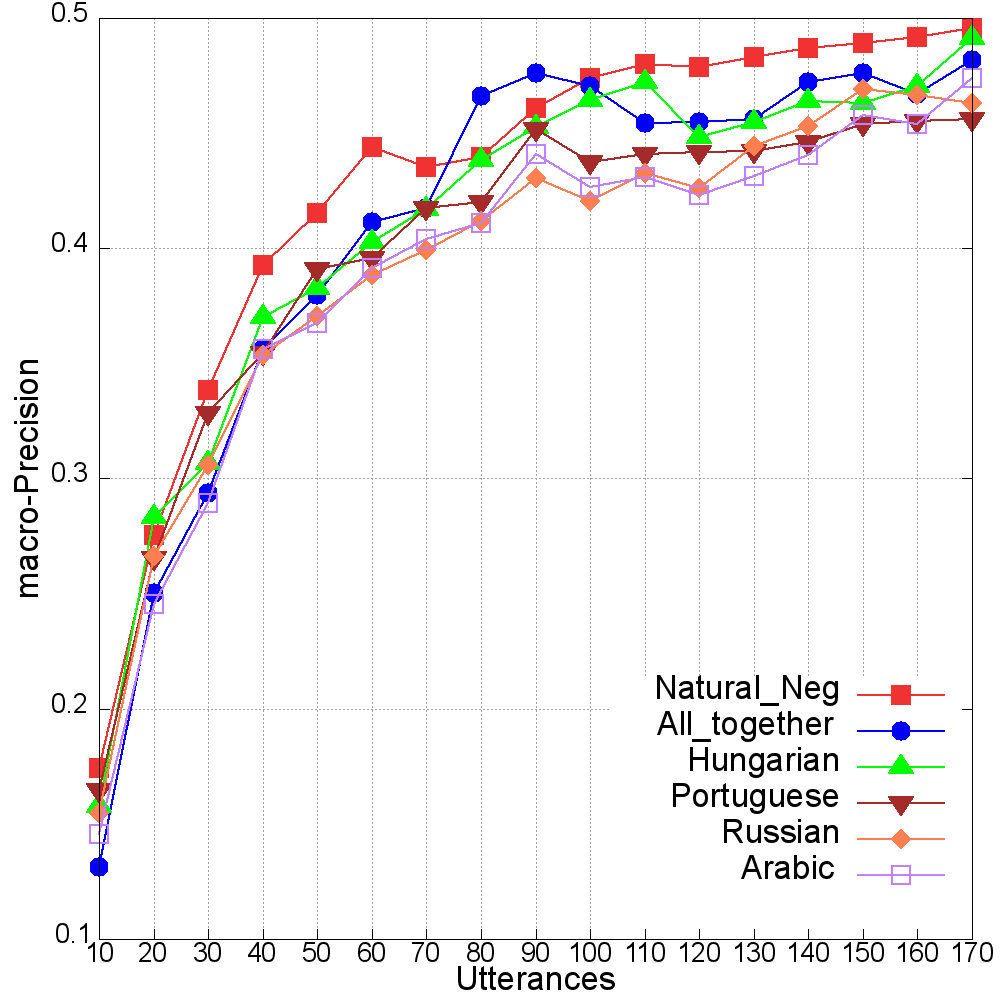 0.5
0.4
0.3
0.2
0.1
macro-Precision
Natural_Neg
All_together
Hungarian
Portuguese
Russian
Arabic
10 20 30 40 50 60 70 80 90 100 110 120 130 140 150 160 170
Utterances